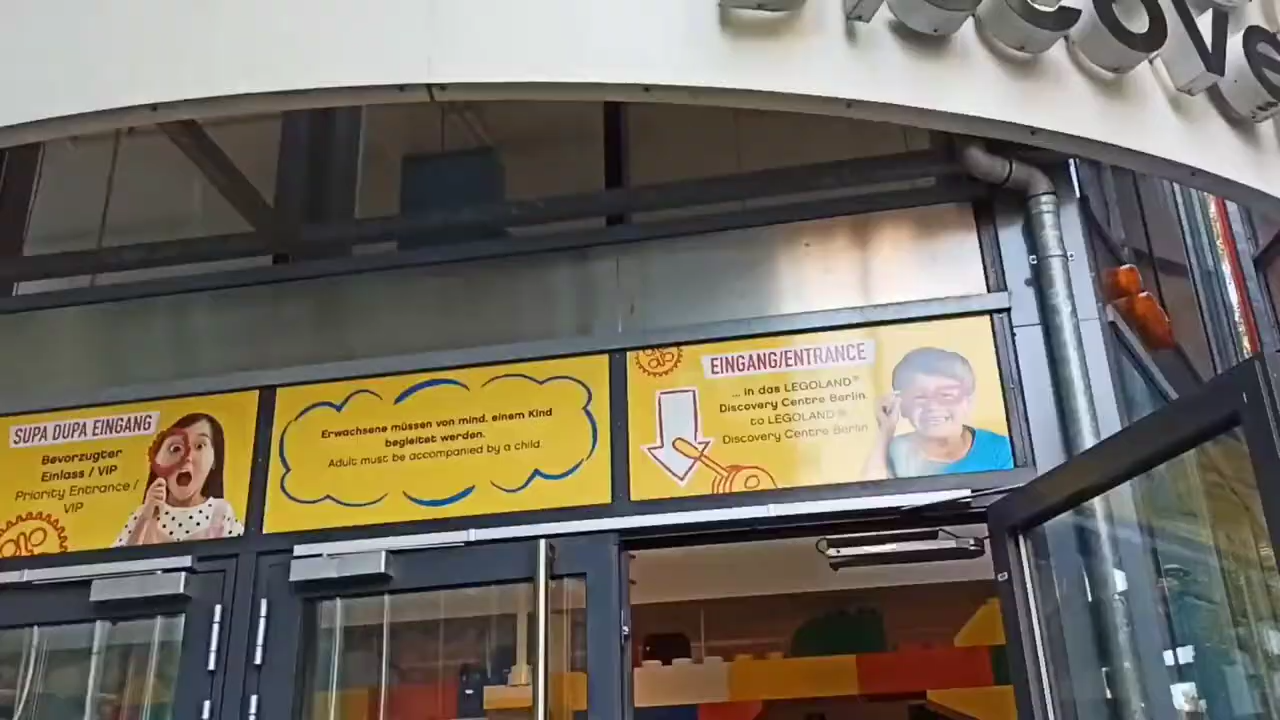 scove
SUPA DUPA EINGANG
Bevorzugter
Einlass / VIP
Priority Entrance /
VIP
Erwachsene müssen von mind. einem Kind
begleitet werden.
Adult must be accompanied by a child.
EINGANG/ENTRANCE
... in das LEGOLAND®
Discovery Centre Berlin
to LEGOLAND®
Discovery Centre Berlin